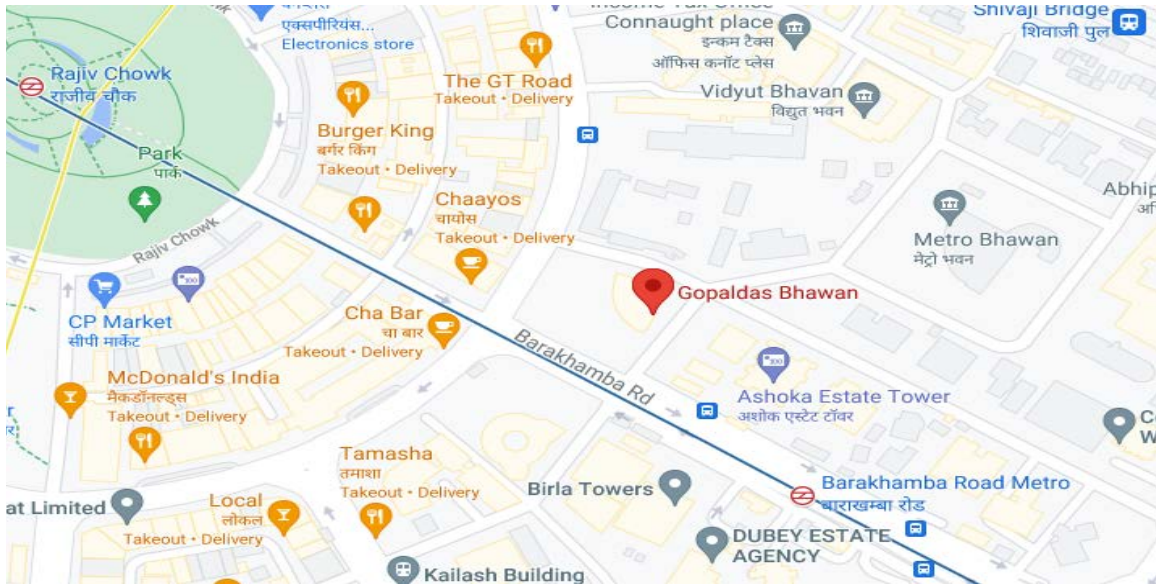 एक्सपीरियंस...
Electronics store
Connaught place
इन्कम टैक्स
ऑफिस कनॉट प्लेस
Shivaji Bridge
शिवाजी पुल
Rajiv Chowk
राजीव चौक
The GT Road
Takeout • Delivery
Vidyut Bhavan
विद्युत भवन
Burger King
बर्गर किंग
Takeout • Delivery
Park
पार्क
Chaayos
चायोस
Takeout • Delivery
Abhip
Metro Bhawan
मेट्रो भवन
Rajiv Chowk
Gopaldas Bhawan
CP Market
सीपी मार्केट
Cha Bar
चा बार
Takeout • Delivery
Barakhamba Rd
McDonald's India
मैकडॉनल्ड्स
Takeout • Delivery
Ashoka Estate Tower
अशोक एस्टेट टॉवर
Tamasha
तमाशा
Takeout • Delivery
Birla Towers
Barakhamba Road Metro
बाराखम्बा रोड
at Limited
Local
लोकल
Takeout • Delivery
DUBEY ESTATE
AGENCY
Kailash Building